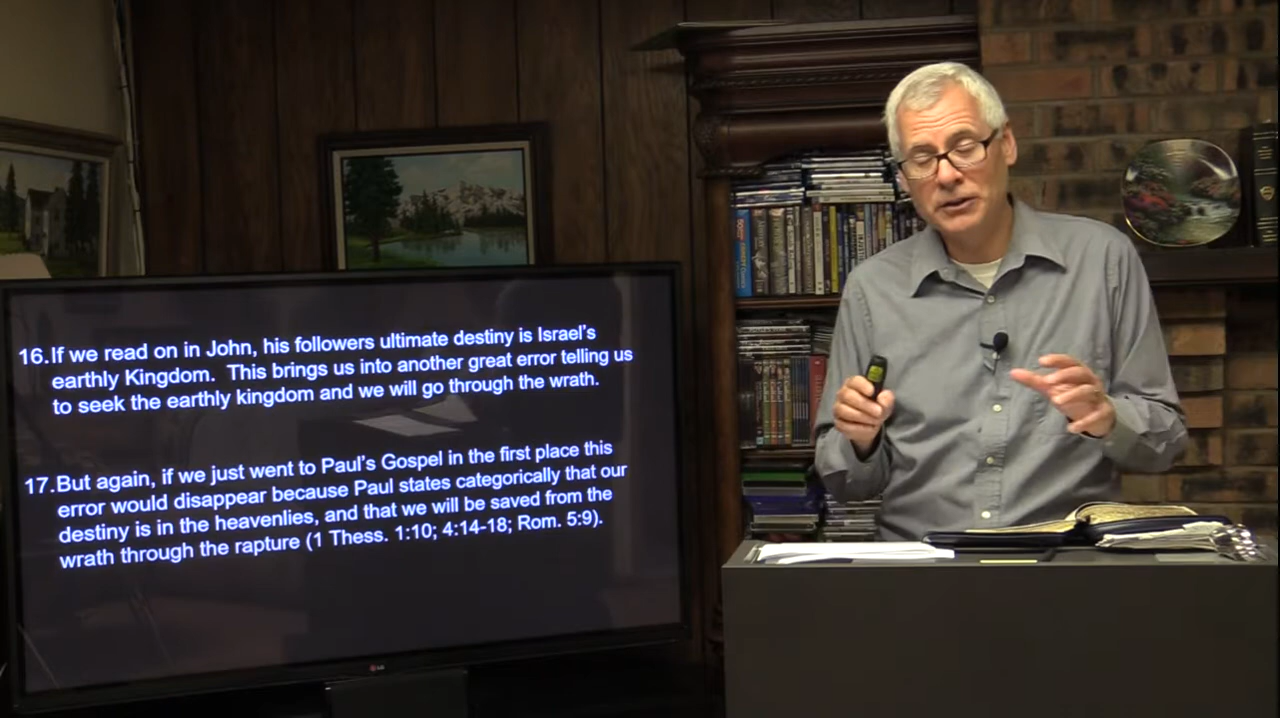 16.If we read on in John, his followers ultimate destiny is Israel's
earthly Kingdom. This brings us into another great error telling us
to seek the earthly kingdom and we will go through the wrath.
17.But again, if we just went to Paul's Gospel in the first place this
error would disappear because Paul states categorically that our
destiny is in the heavenlies, and that we will be saved from the
wrath through the rapture (1 Thess. 1:10; 4:14-18; Rom. 5:9).
LG